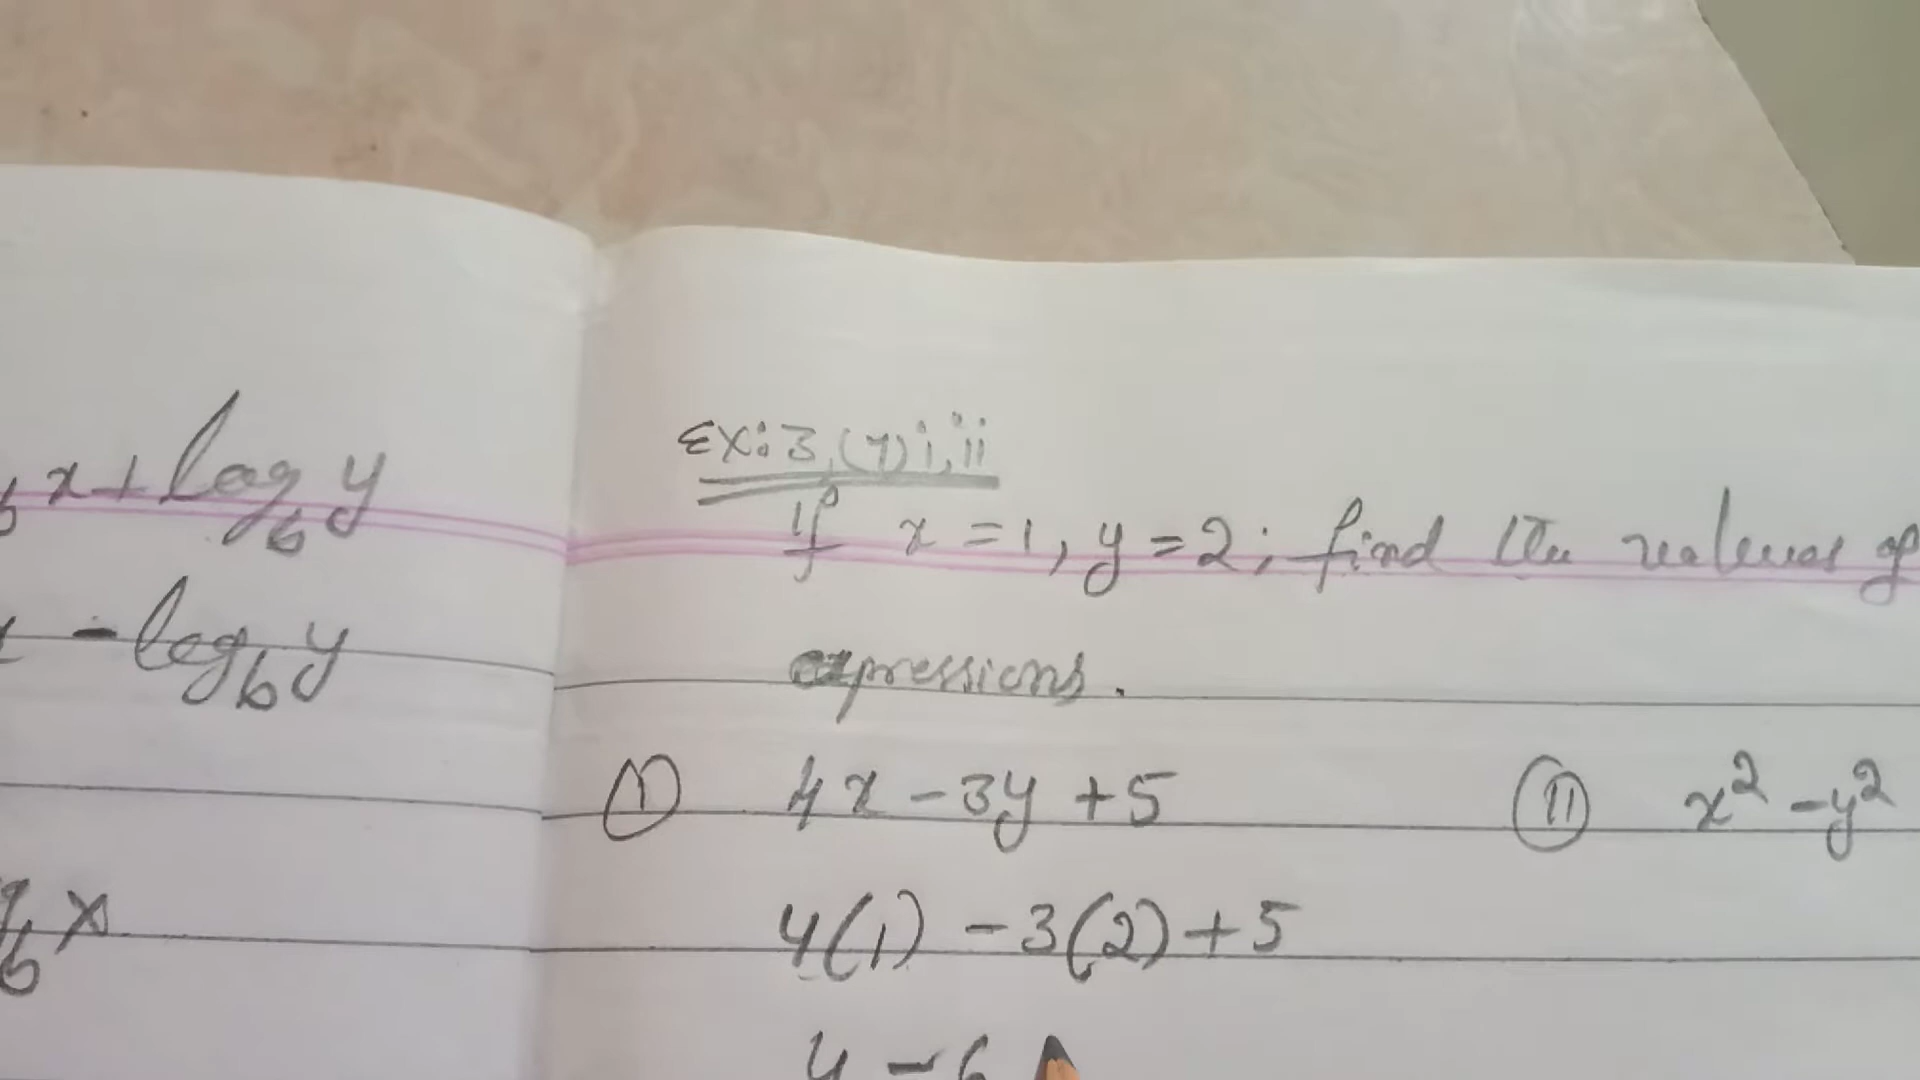 x + log_b y
- log_b y
b x
Ex: 3, (7) i, ii
If x = 1, y = 2; find the values of
expressions.
(i) 4x - 3y + 5 (ii) x² - y²
4(1) - 3(2) + 5
4 - 6